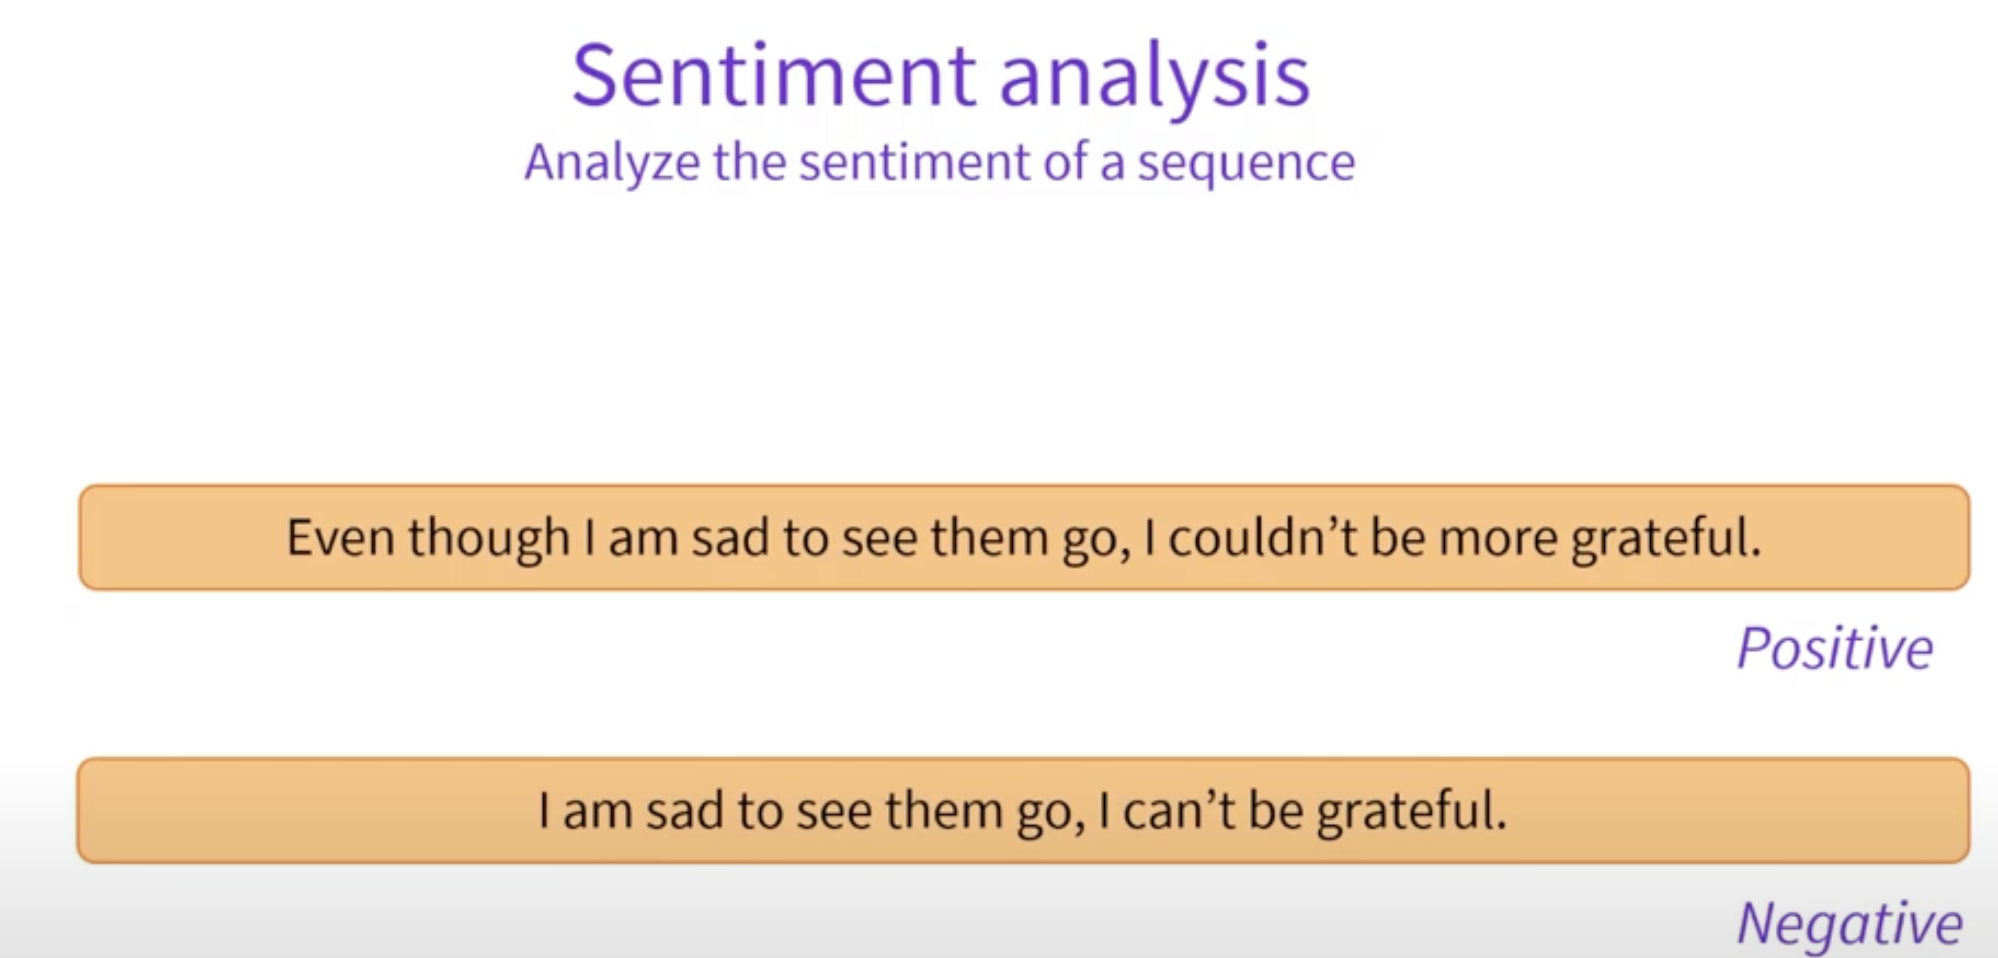 Sentiment analysis
Analyze the sentiment of a sequence
Even though I am sad to see them go, I couldn’t be more grateful.
Positive
I am sad to see them go, I can’t be grateful.
Negative